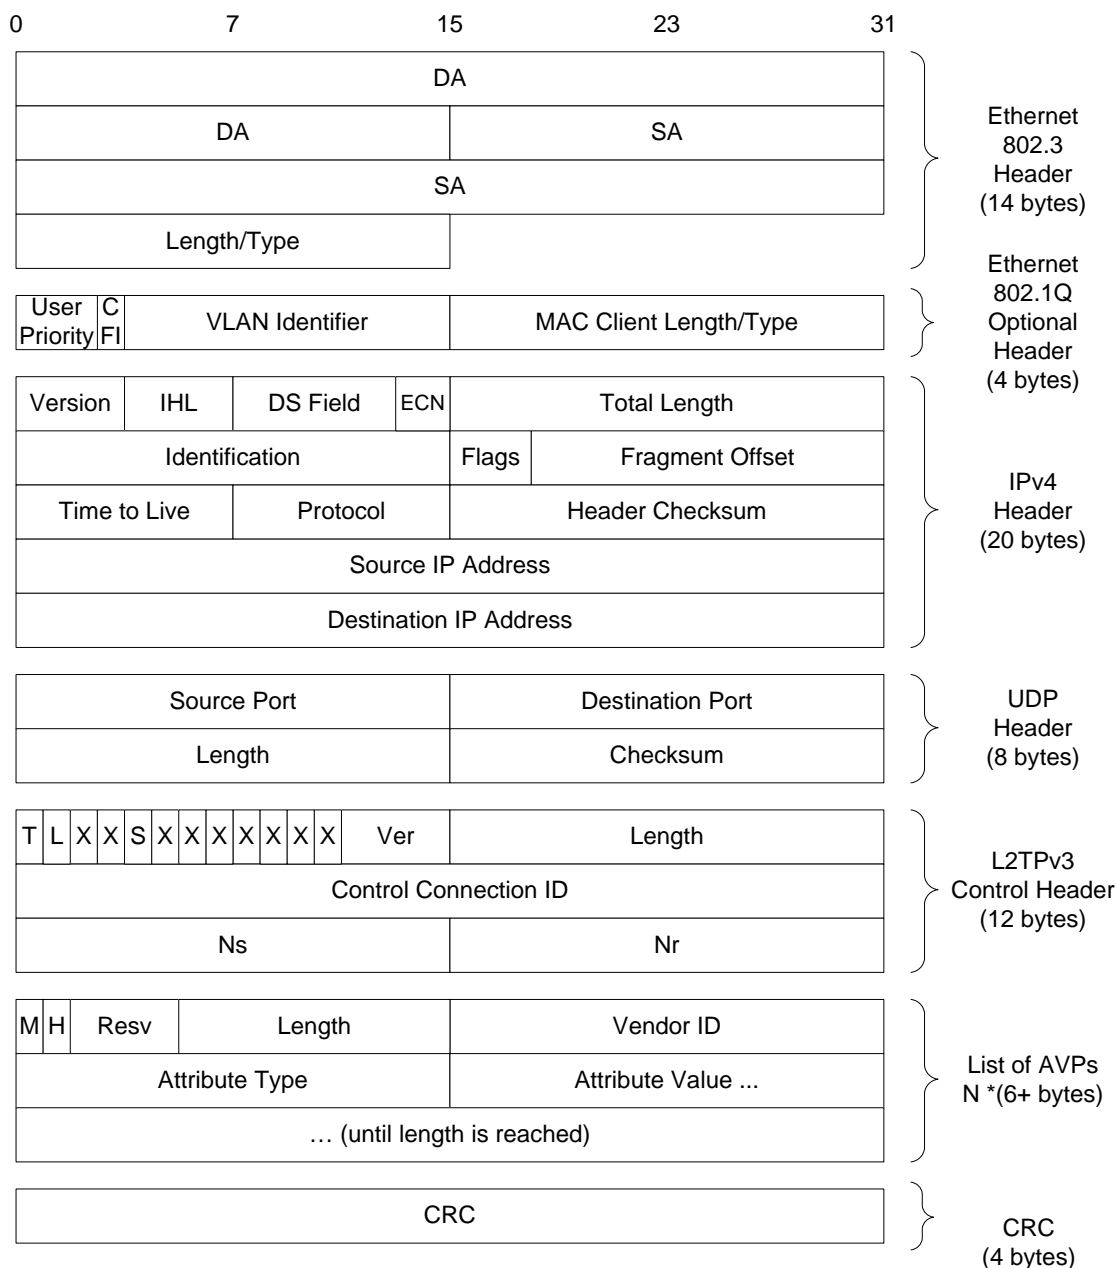 0 7 15 23 31
DA
DA SA
SA
Length/Type
Ethernet
802.3
Header
(14 bytes)
User
Priority
C
FI
VLAN Identifier MAC Client Length/Type
Ethernet
802.1Q
Optional
Header
(4 bytes)
Version IHL DS Field ECN Total Length
Identification Flags Fragment Offset
Time to Live Protocol Header Checksum
Source IP Address
Destination IP Address
IPv4
Header
(20 bytes)
Source Port Destination Port
Length Checksum
UDP
Header
(8 bytes)
T L X X S X X X X X X X Ver Length
Control Connection ID
Ns Nr
L2TPv3
Control Header
(12 bytes)
M H Resv Length Vendor ID
Attribute Type Attribute Value ...
... (until length is reached)
List of AVPs
N *(6+ bytes)
CRC
CRC
(4 bytes)